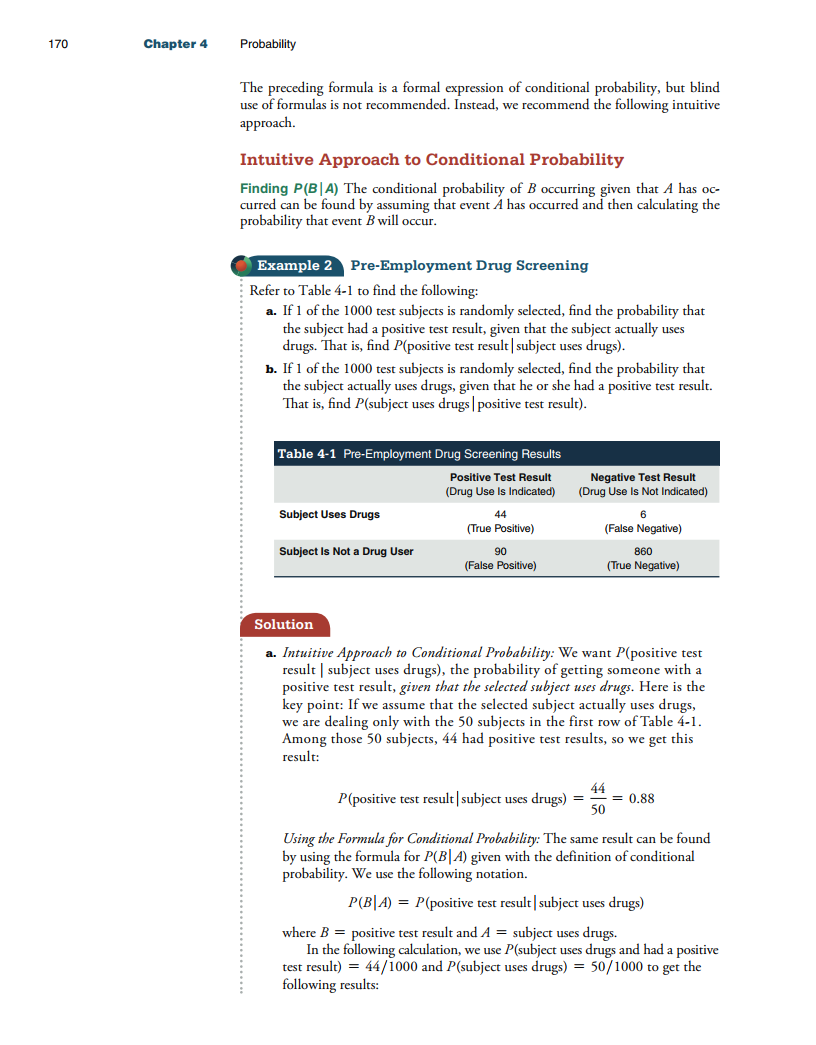 170 Chapter 4 Probability
The preceding formula is a formal expression of conditional probability, but blind
use of formulas is not recommended. Instead, we recommend the following intuitive
approach.
Intuitive Approach to Conditional Probability
Finding P(B|A) The conditional probability of B occurring given that A has oc-
curred can be found by assuming that event A has occurred and then calculating the
probability that event B will occur.
Example 2 Pre-Employment Drug Screening
Refer to Table 4-1 to find the following:
a. If 1 of the 1000 test subjects is randomly selected, find the probability that
the subject had a positive test result, given that the subject actually uses
drugs. That is, find P(positive test result|subject uses drugs).
b. If 1 of the 1000 test subjects is randomly selected, find the probability that
the subject actually uses drugs, given that he or she had a positive test result.
That is, find P(subject uses drugs|positive test result).
Table 4-1 Pre-Employment Drug Screening Results
Positive Test Result Negative Test Result
(Drug Use Is Indicated) (Drug Use Is Not Indicated)
Subject Uses Drugs 44 6
(True Positive) (False Negative)
Subject Is Not a Drug User 90 860
(False Positive) (True Negative)
Solution
a. Intuitive Approach to Conditional Probability: We want P(positive test
result | subject uses drugs), the probability of getting someone with a
positive test result, given that the selected subject uses drugs. Here is the
key point: If we assume that the selected subject actually uses drugs,
we are dealing only with the 50 subjects in the first row of Table 4-1.
Among those 50 subjects, 44 had positive test results, so we get this
result:
P(positive test result|subject uses drugs) = 44/50 = 0.88
Using the Formula for Conditional Probability: The same result can be found
by using the formula for P(B|A) given with the definition of conditional
probability. We use the following notation.
P(B|A) = P(positive test result|subject uses drugs)
where B = positive test result and A = subject uses drugs.
In the following calculation, we use P(subject uses drugs and had a positive
test result) = 44/1000 and P(subject uses drugs) = 50/1000 to get the
following results: